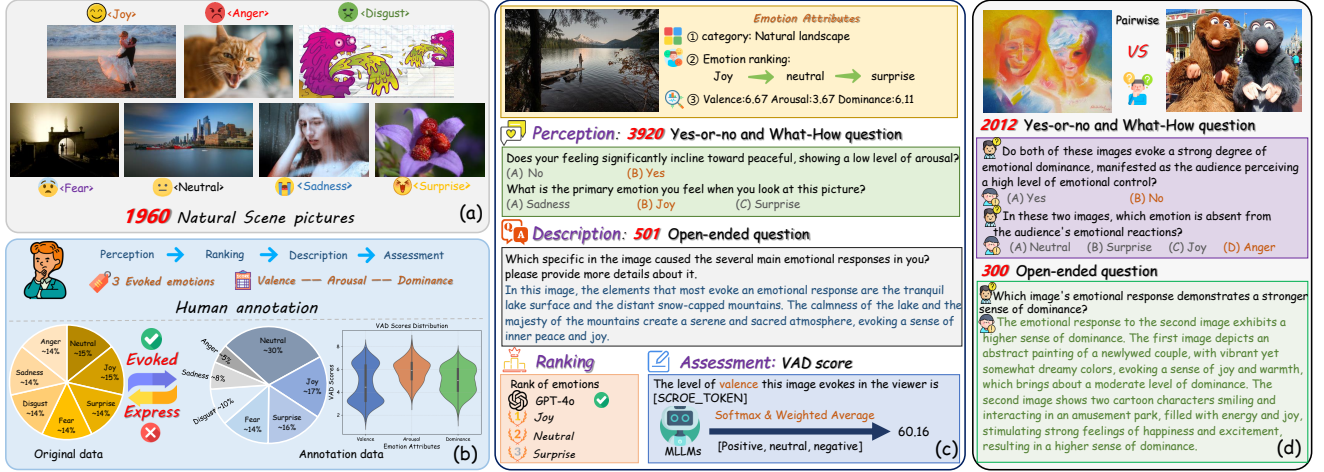 <Joy>
<Anger>
<Disgust>
<Fear>
<Neutral>
<Sadness>
<Surprise>
1960 Natural Scene pictures
(a)
Perception
Ranking
Description
Assessment
3 Evoked emotions
Valence —— Arousal —— Dominance
Human annotation
Anger
~14%
Neutral
~15%
Joy
~15%
Surprise
~14%
Fear
~14%
Disgust
~14%
Sadness
~14%
Original data
Evoked
Express
Anger ~5%
Neutral
~30%
Joy
~17%
Surprise
~16%
Fear
~14%
Disgust ~10%
Sadness ~8%
Annotation data
VAD Scores Distribution
VAD Scores
8
6
4
2
Valence
Arousal
Dominance
Emotion Attributes
(b)
Emotion Attributes
① category: Natural landscape
② Emotion ranking:
Joy
neutral
surprise
③ Valence:6.67 Arousal:3.67 Dominance:6.11
Perception: 3920 Yes-or-no and What-How question
Does your feeling significantly incline toward peaceful, showing a low level of arousal?
(A) No
(B) Yes
What is the primary emotion you feel when you look at this picture?
(A) Sadness
(B) Joy
(C) Surprise
Q
A
Description: 501 Open-ended question
Which specific in the image caused the several main emotional responses in you?
please provide more details about it.
In this image, the elements that most evoke an emotional response are the tranquil
lake surface and the distant snow-capped mountains. The calmness of the lake and the
majesty of the mountains create a serene and sacred atmosphere, evoking a sense of
inner peace and joy.
Ranking
Rank of emotions
GPT-4o
1 Joy
2 Neutral
3 Surprise
Assessment: VAD score
The level of valence this image evokes in the viewer is
[SCROE_TOKEN]
Softmax & Weighted Average
60.16
MLLMs
[Positive, neutral, negative]
(c)
Pairwise
VS
2012 Yes-or-no and What-How question
Do both of these images evoke a strong degree of
emotional dominance, manifested as the audience perceiving
a high level of emotional control?
(A) Yes
(B) No
In these two images, which emotion is absent from
the audience's emotional reactions?
(A) Neutral (B) Surprise (C) Joy (D) Anger
300 Open-ended question
Which image's emotional response demonstrates a stronger
sense of dominance?
The emotional response to the second image exhibits a
higher sense of dominance. The first image depicts an
abstract painting of a newlywed couple, with vibrant yet
somewhat dreamy colors, evoking a sense of joy and warmth,
which brings about a moderate level of dominance. The
second image shows two cartoon characters smiling and
interacting in an amusement park, filled with energy and joy,
stimulating strong feelings of happiness and excitement,
resulting in a higher sense of dominance.
(d)